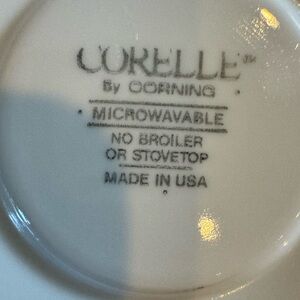 CORELLE™
By CORNING
MICROWAVABLE
NO BROILER
OR STOVETOP
MADE IN USA